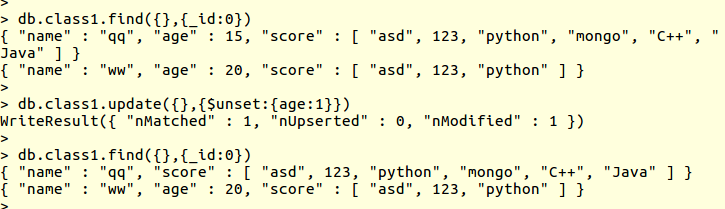 >
> db.class1.find({},{_id:0})
{ "name" : "qq", "age" : 15, "score" : [ "asd", 123, "python", "mongo", "C++", "
Java" ] }
{ "name" : "ww", "age" : 20, "score" : [ "asd", 123, "python" ] }
>
> db.class1.update({},{$unset:{age:1}})
WriteResult({ "nMatched" : 1, "nUpserted" : 0, "nModified" : 1 })
>
> db.class1.find({},{_id:0})
{ "name" : "qq", "score" : [ "asd", 123, "python", "mongo", "C++", "Java" ] }
{ "name" : "ww", "age" : 20, "score" : [ "asd", 123, "python" ] }
>